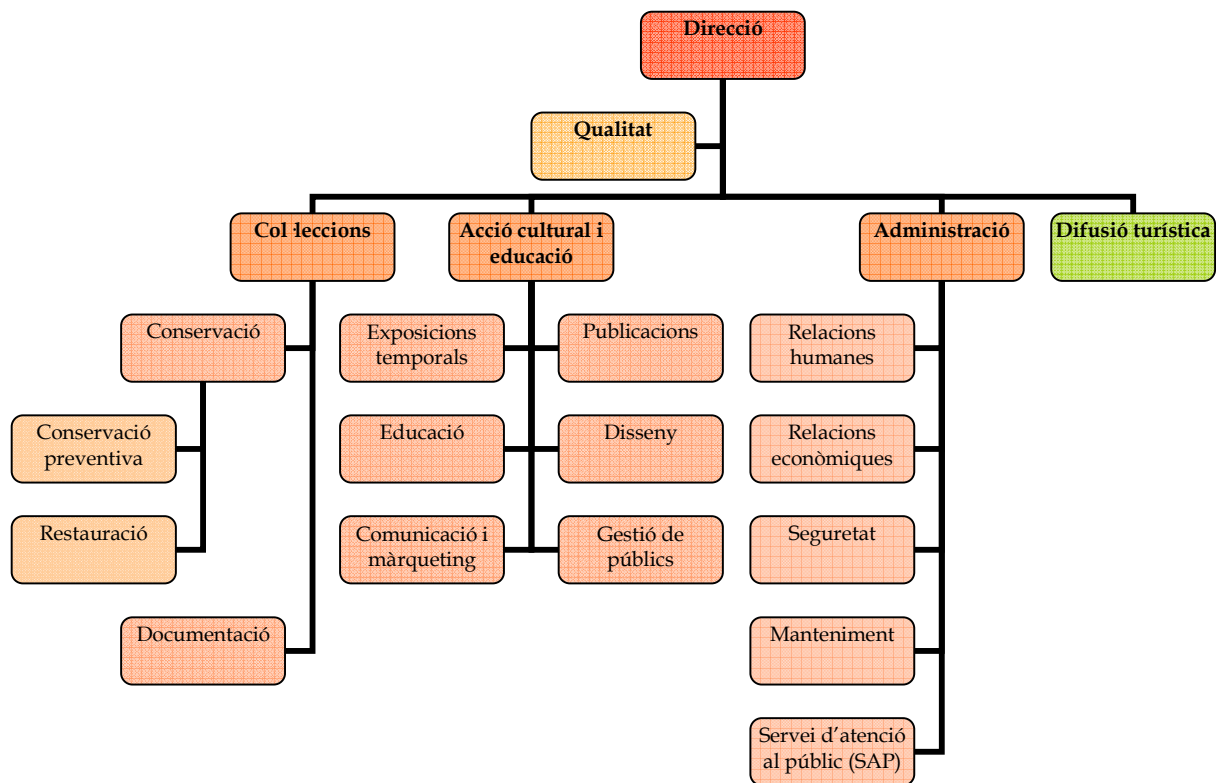 Direcció
Qualitat
Col·leccions
Acció cultural i
educació
Administració
Difusió turística
Conservació
Exposicions
temporals
Publicacions
Relacions
humanes
Conservació
preventiva
Educació
Disseny
Relacions
econòmiques
Restauració
Comunicació i
màrqueting
Gestió de
públics
Seguretat
Documentació
Manteniment
Servei d’atenció
al públic (SAP)